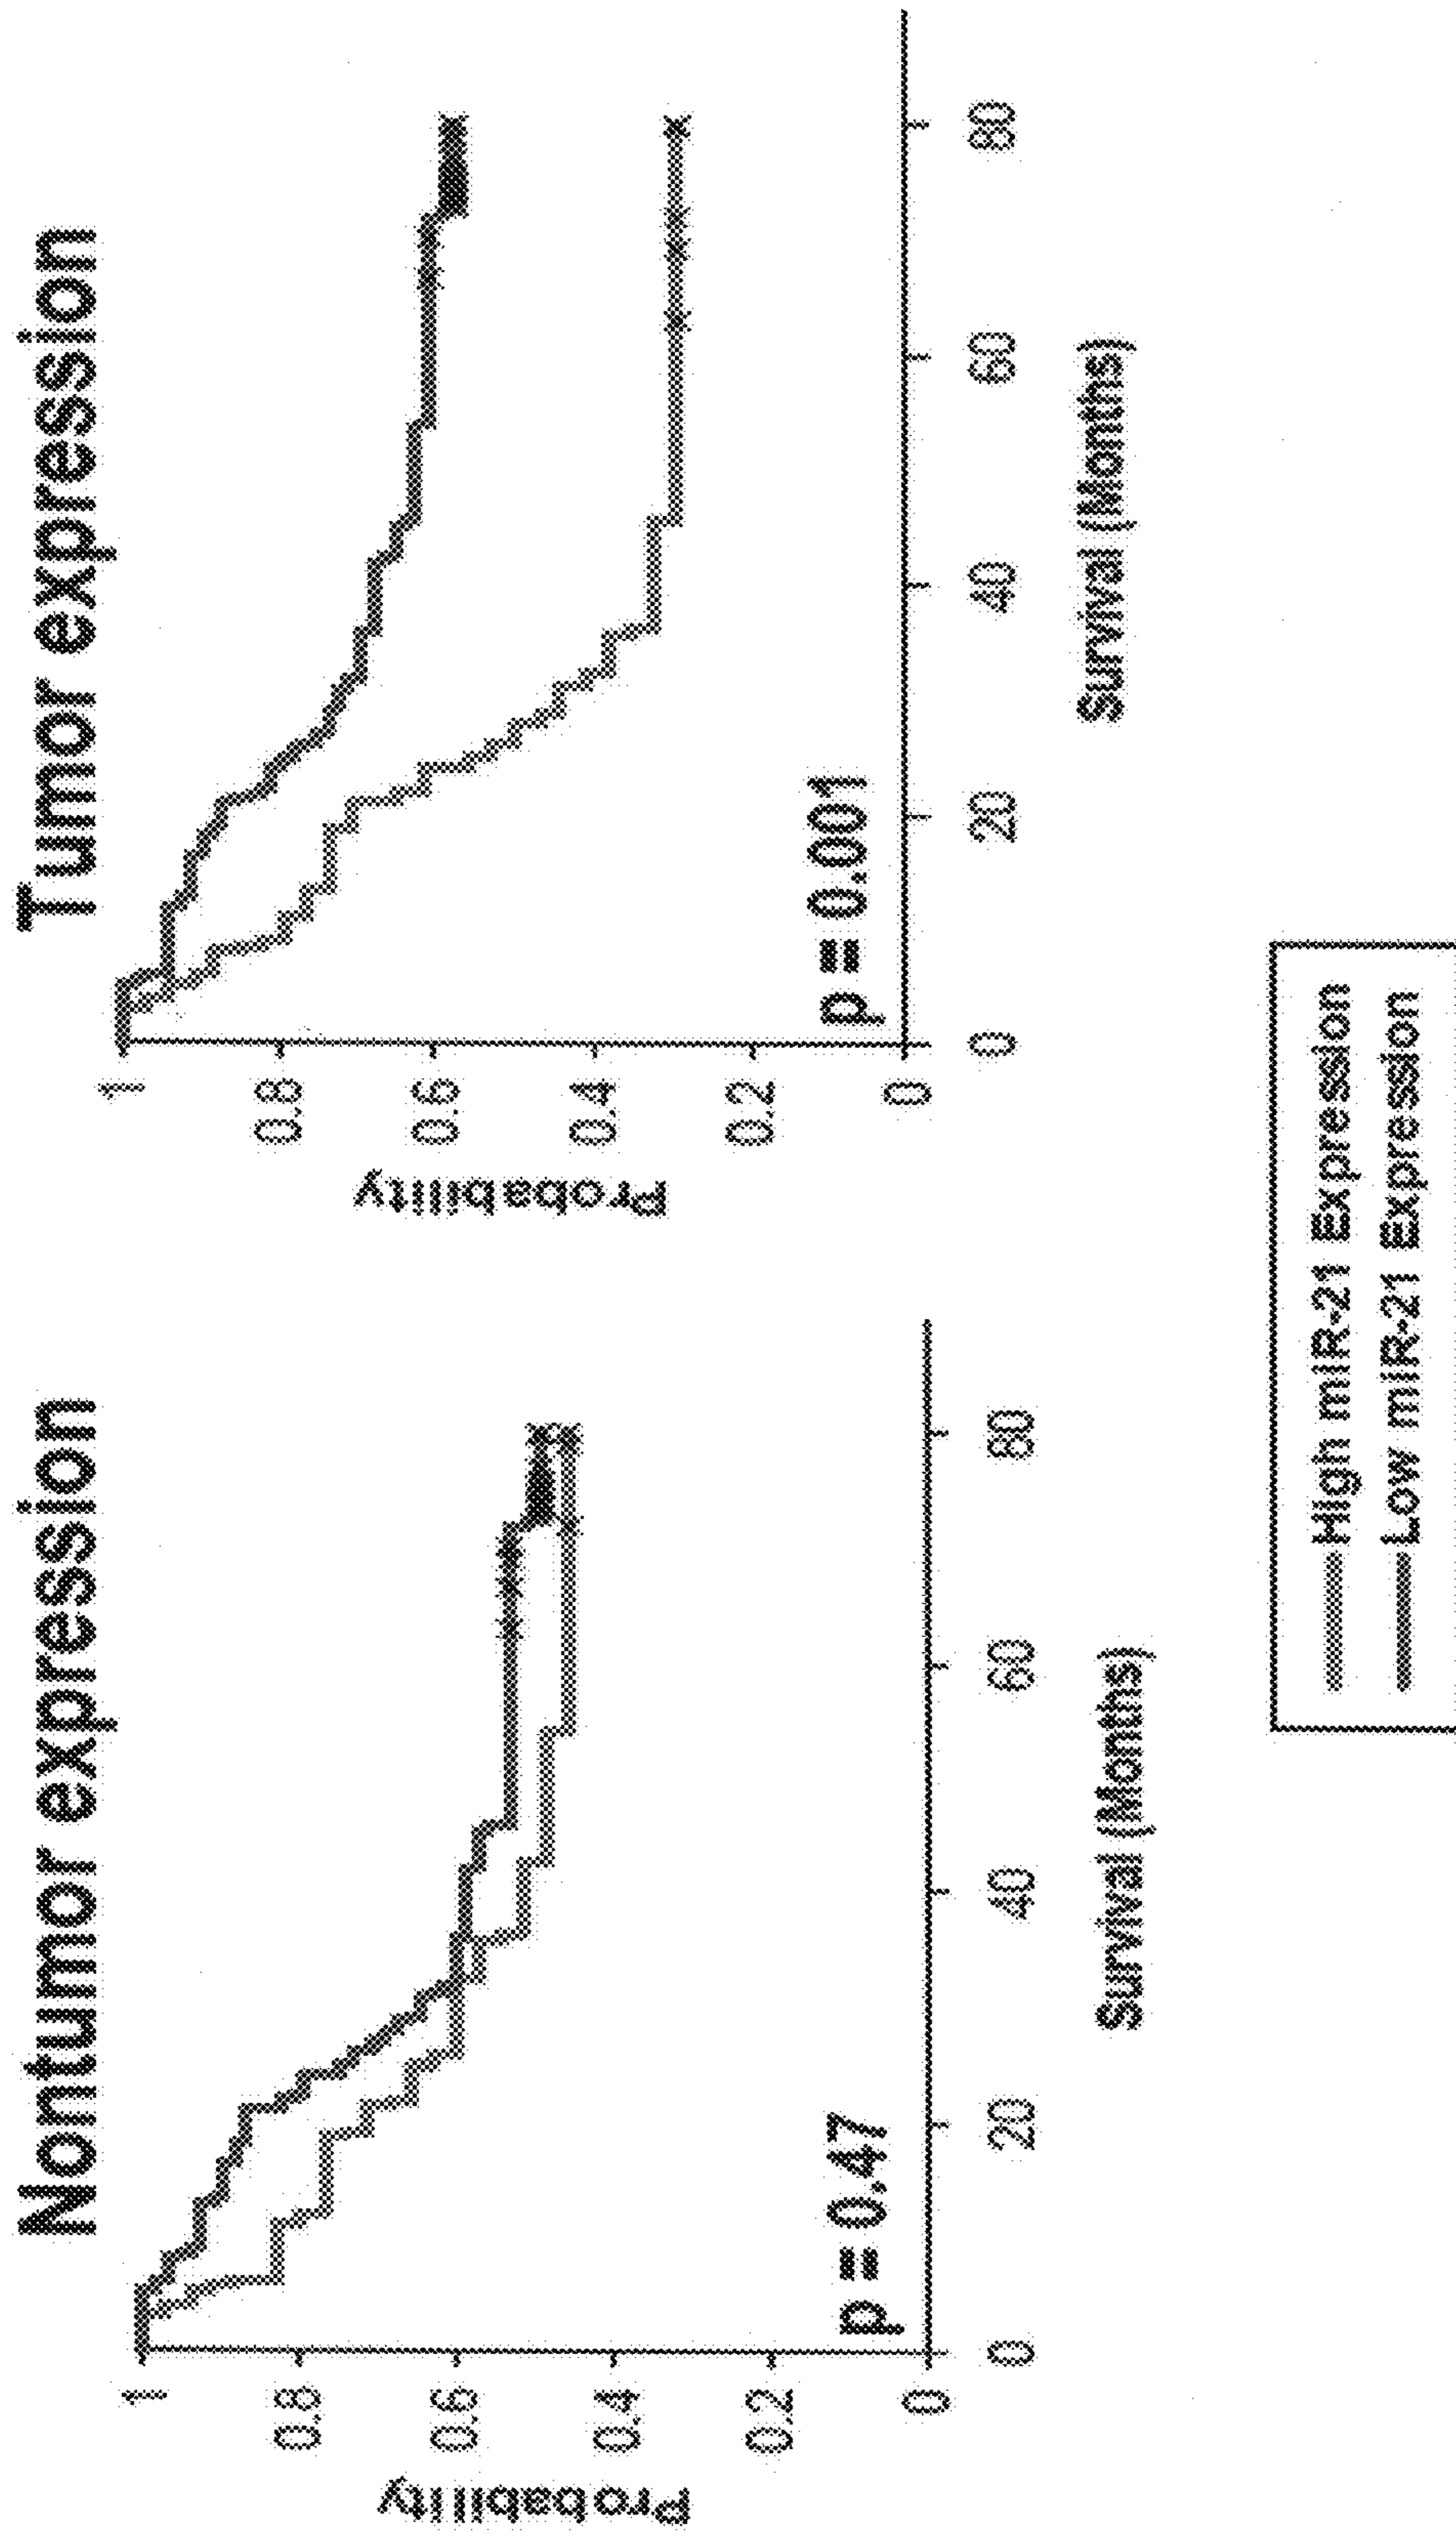 Nontumor expression
Probability
1
0.8
0.6
0.4
0.2
0
p = 0.47
0
20
40
60
80
Survival (Months)
Tumor expression
Probability
1
0.8
0.6
0.4
0.2
0
p = 0.001
0
20
40
60
80
Survival (Months)
High miR-21 Expression
Low miR-21 Expression